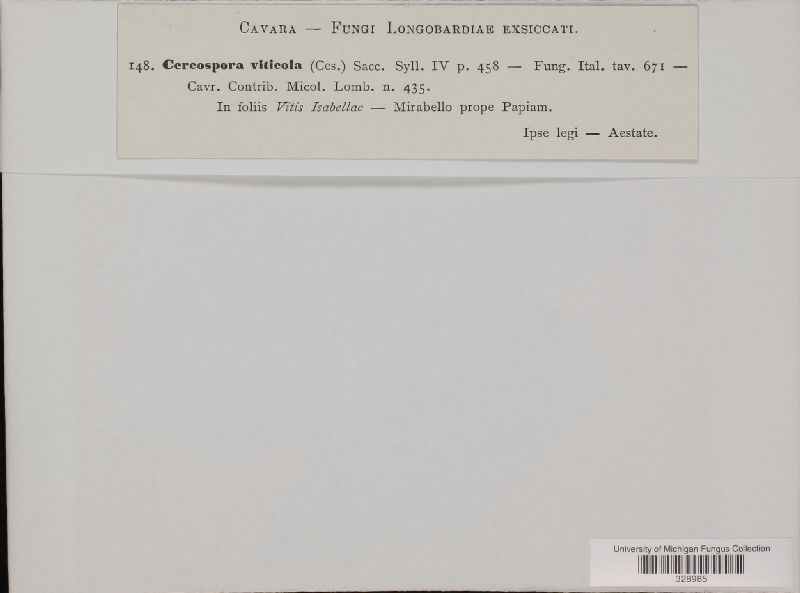 CAVARA — FUNGI LONGOBARDIAE EXSICCATI.
148. Cercospora viticola (Ces.) Sacc. Syll. IV p. 458 — Fung. Ital. tav. 671 —
Cavr. Contrib. Micol. Lomb. n. 435.
In foliis Vitis Isabellae — Mirabello prope Papiam.
Ipse legi — Aestate.
University of Michigan Fungus Collection
328985